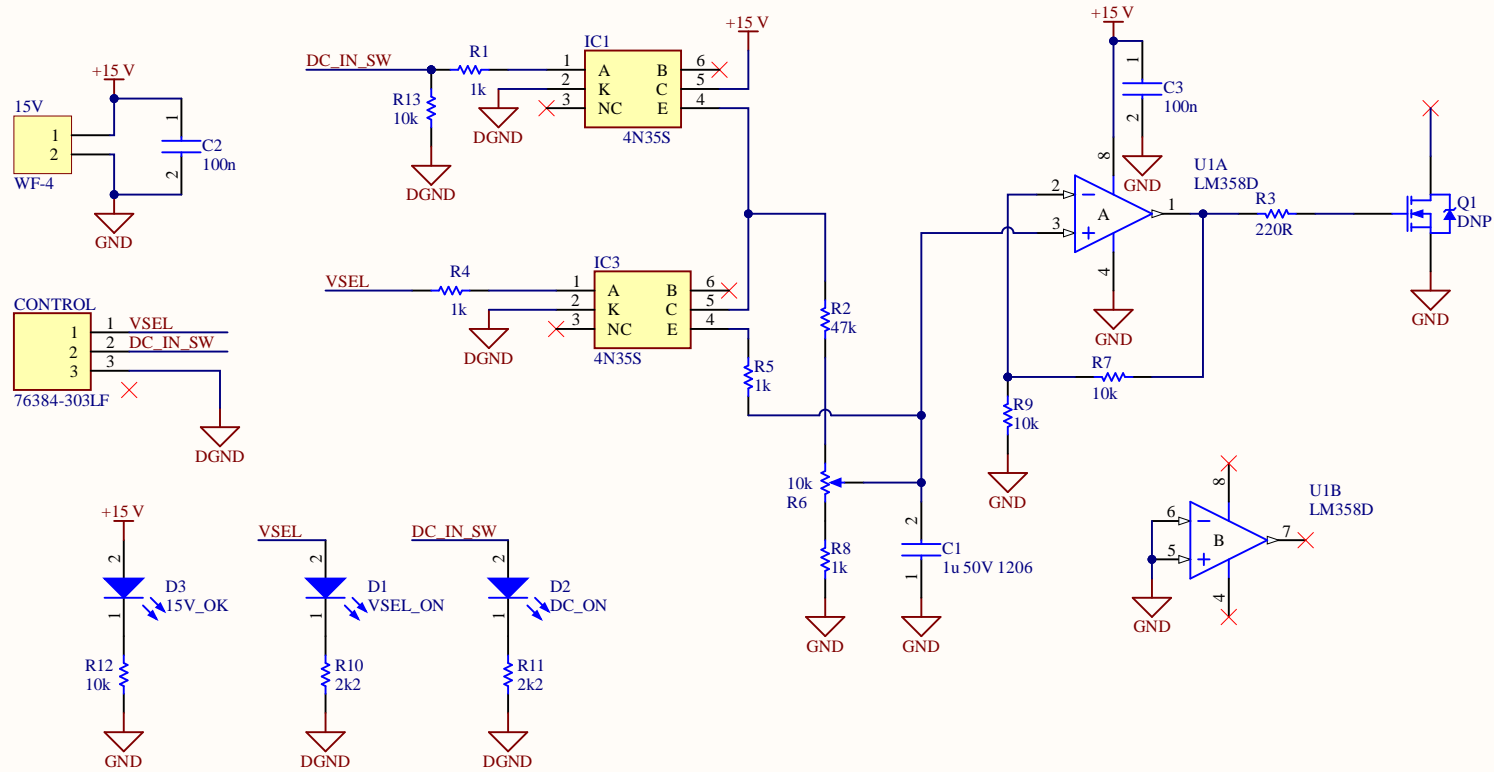 +15 V
15V
1
2
WF-4
1
2
C2
100n
GND
CONTROL
1
2
3
1
2
3
VSEL
DC_IN_SW
76384-303LF
DGND
DC_IN_SW
R1
1k
R13
10k
DGND
DGND
IC1
1
2
3
A
K
NC
B
C
E
6
5
4
4N35S
+15 V
VSEL
R4
1k
DGND
IC3
1
2
3
A
K
NC
B
C
E
6
5
4
4N35S
R5
1k
R2
47k
10k
R6
R8
1k
GND
2
C1
1u 50V 1206
1
GND
+15 V
1
C3
100n
2
GND
8
U1A
LM358D
2
3
A
1
4
GND
R3
220R
Q1
DNP
GND
R7
10k
R9
10k
GND
8
U1B
LM358D
6
5
B
7
4
GND
+15 V
2
D3
15V_OK
1
R12
10k
GND
VSEL
2
D1
VSEL_ON
1
R10
2k2
DGND
DC_IN_SW
2
D2
DC_ON
1
R11
2k2
DGND